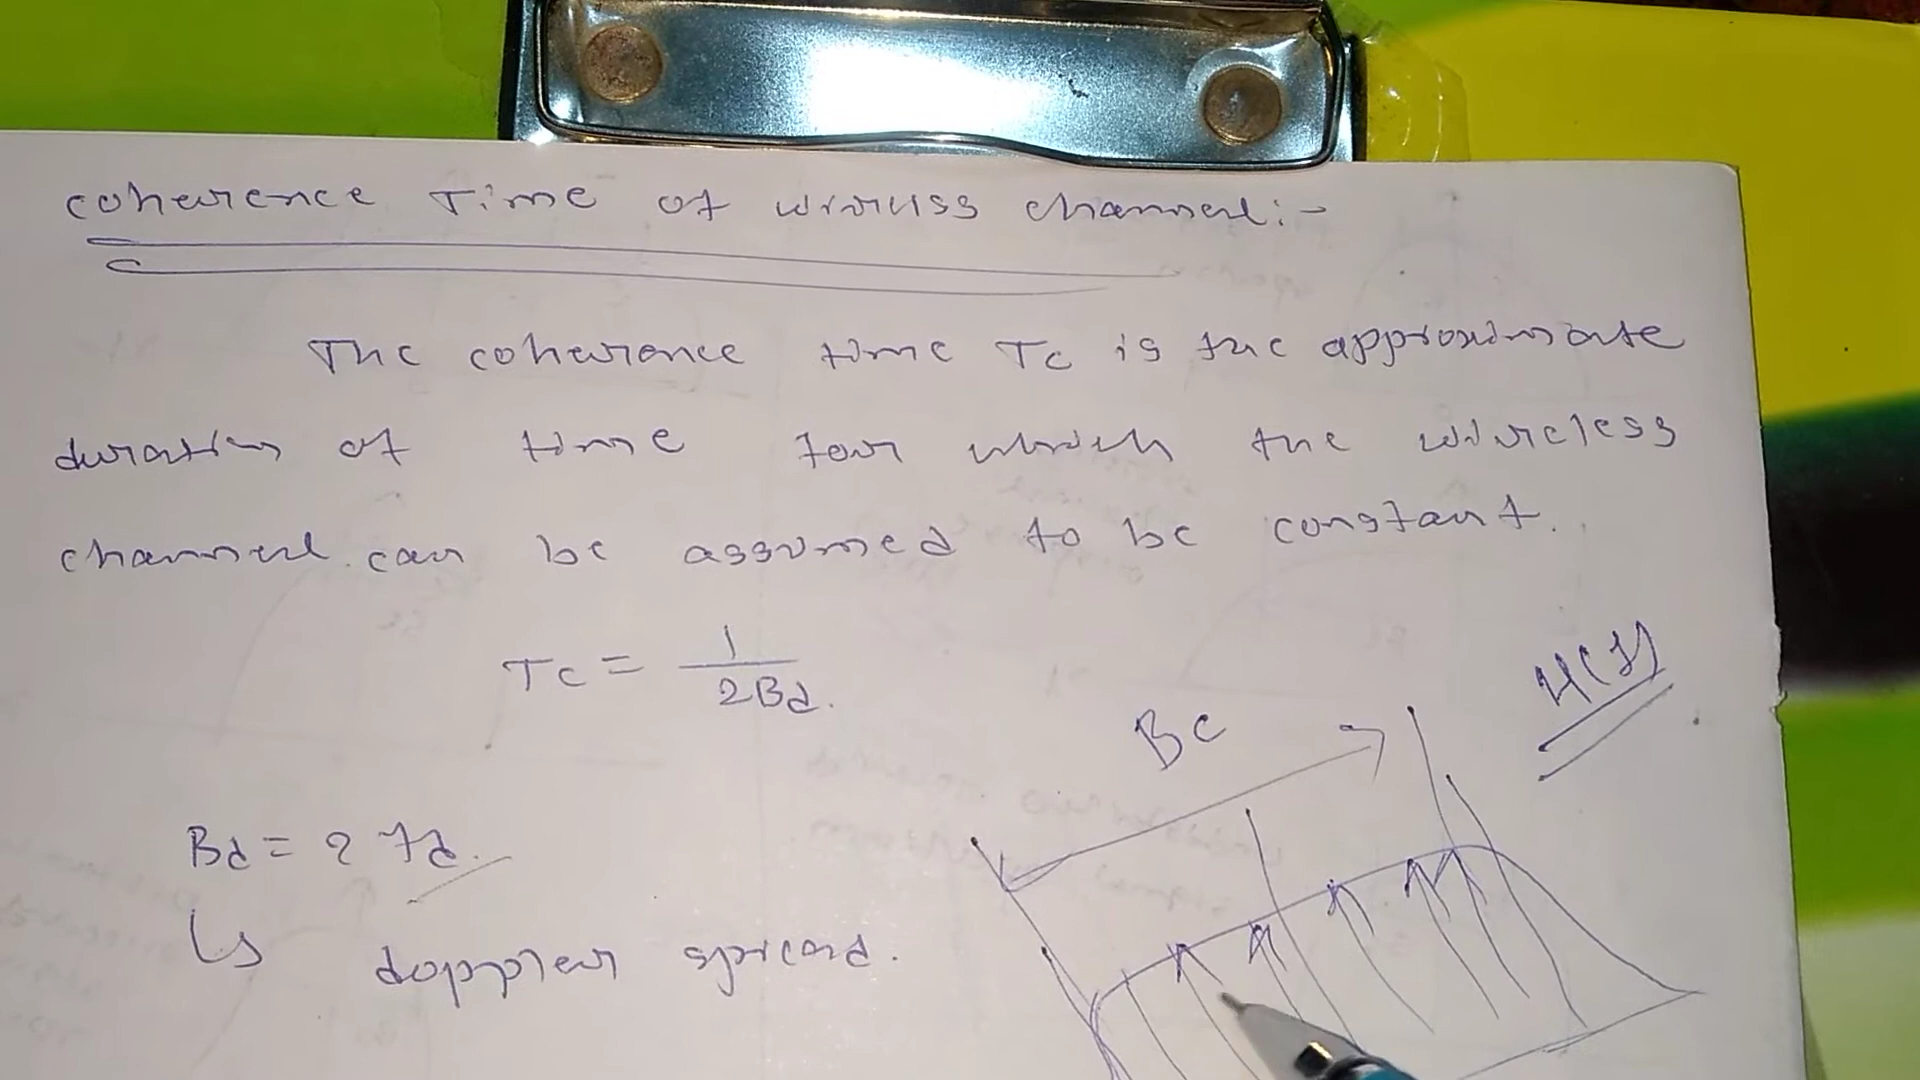 coherence Time of wireless channel:-
The coherence time Tc is the approximate
duration of time for which the wireless
channel can be assumed to be constant.
Tc = 1/2Bd.
H(f)
Bc
Bd = 2 fd.
↳ doppler spread.